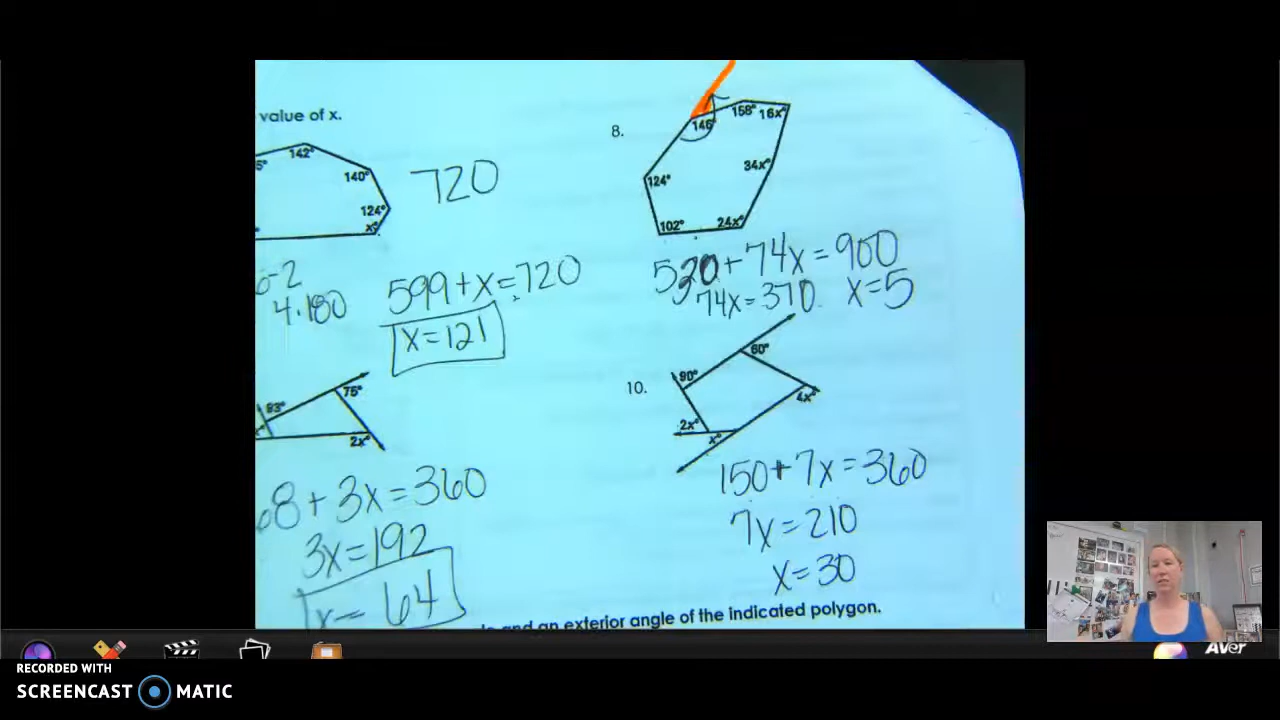 value of x.
142°
140°
124°
x°
720
6-2
4·180
599+x=720
x=121
8.
146°
158°
16x°
34x°
24x°
102°
124°
530+74x=900
74x=370
x=5
93°
75°
2x°
8+3x=360
3x=192
x=64
10.
90°
60°
4x°
x°
2x°
150+7x=360
7x=210
x=30
and an exterior angle of the indicated polygon.
RECORDED WITH
SCREENCAST MATIC
AVer